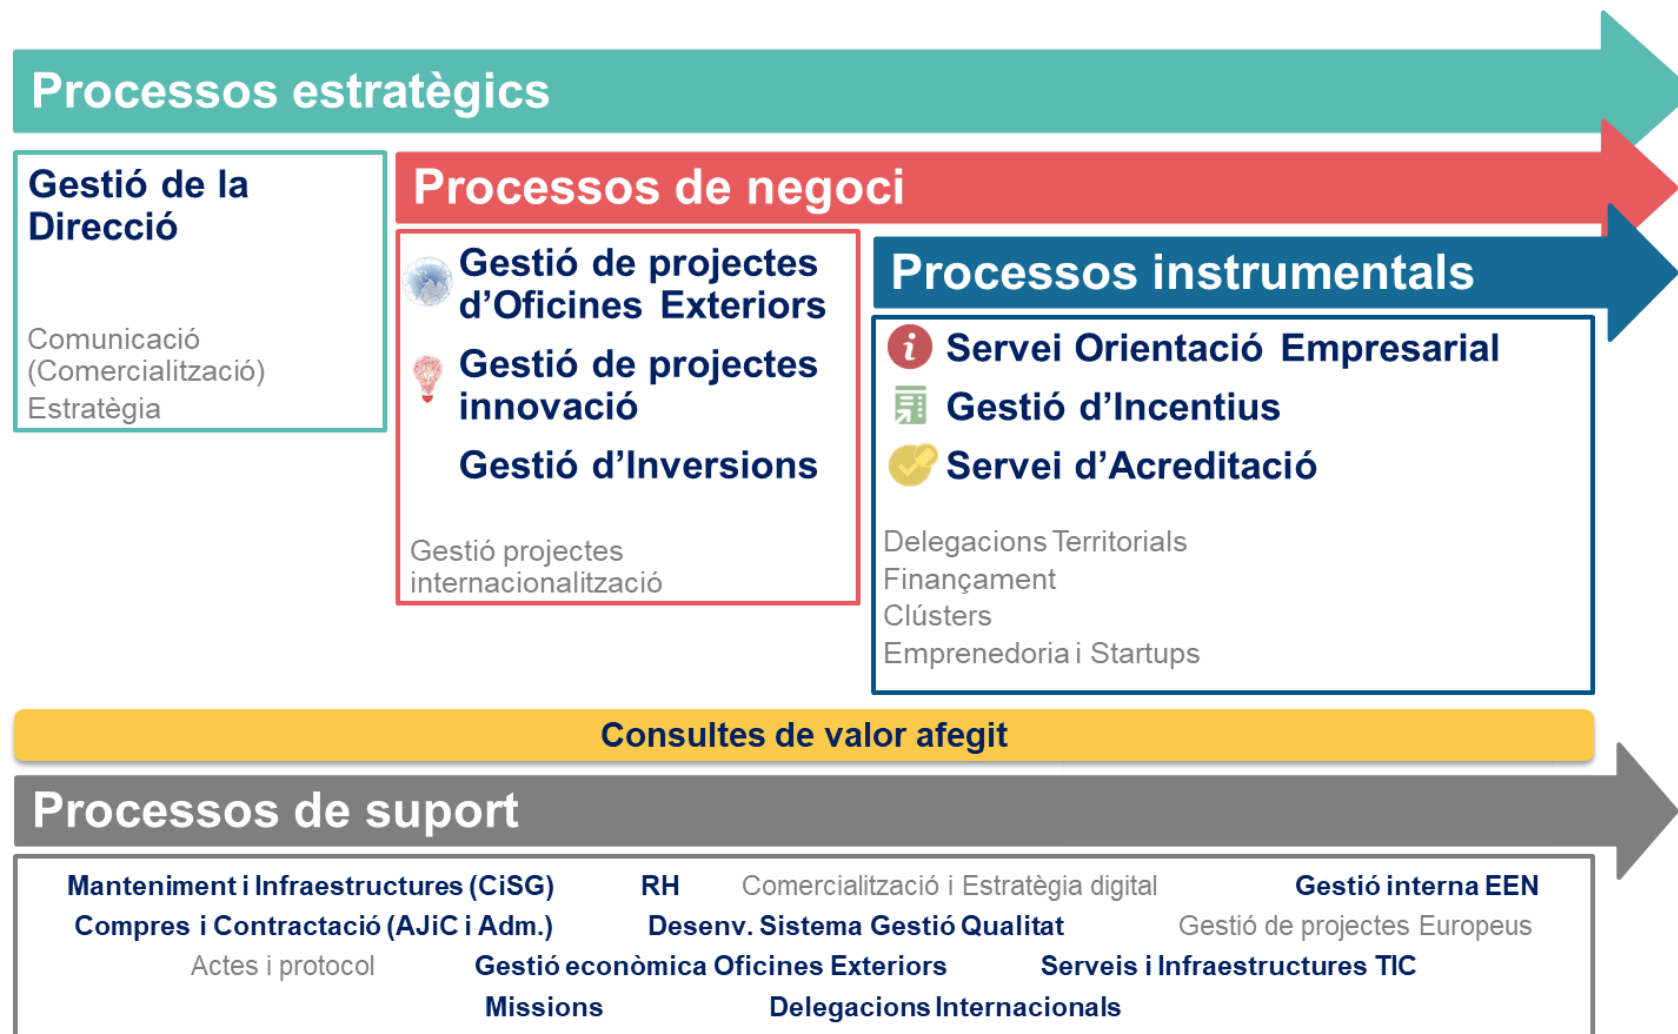 Processos estratègics
Gestió de la
Direcció
Comunicació
(Comercialització)
Estratègia
Processos de negoci
Gestió de projectes
d’Oficines Exteriors
Gestió de projectes
innovació
Gestió d’Inversions
Gestió projectes
internacionalització
Processos instrumentals
i
Servei Orientació Empresarial
Gestió d’Incentius
Servei d’Acreditació
Delegacions Territorials
Finançament
Clústers
Emprenedoria i Startups
Consultes de valor afegit
Processos de suport
Manteniment i Infraestructures (CiSG) RH Comercialització i Estratègia digital Gestió interna EEN
Compres i Contractació (AJiC i Adm.) Desenv. Sistema Gestió Qualitat Gestió de projectes Europeus
Actes i protocol Gestió econòmica Oficines Exteriors Serveis i Infraestructures TIC
Missions Delegacions Internacionals